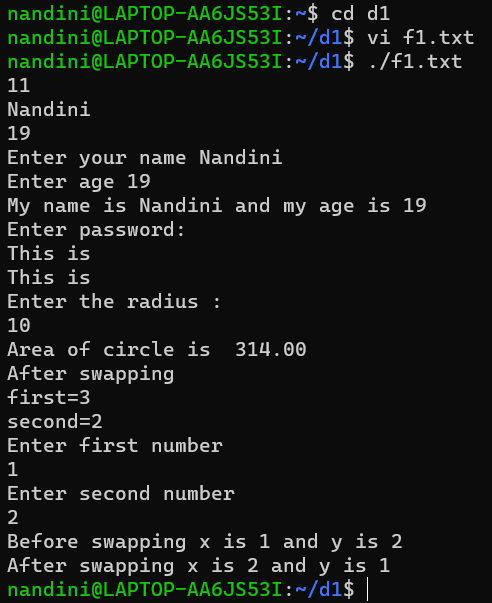 nandini@LAPTOP-AA6JS53I:~$ cd d1
nandini@LAPTOP-AA6JS53I:~/d1$ vi f1.txt
nandini@LAPTOP-AA6JS53I:~/d1$ ./f1.txt
11
Nandini
19
Enter your name Nandini
Enter age 19
My name is Nandini and my age is 19
Enter password:
This is
This is
Enter the radius :
10
Area of circle is  314.00
After swapping
first=3
second=2
Enter first number
1
Enter second number
2
Before swapping x is 1 and y is 2
After swapping x is 2 and y is 1
nandini@LAPTOP-AA6JS53I:~/d1$